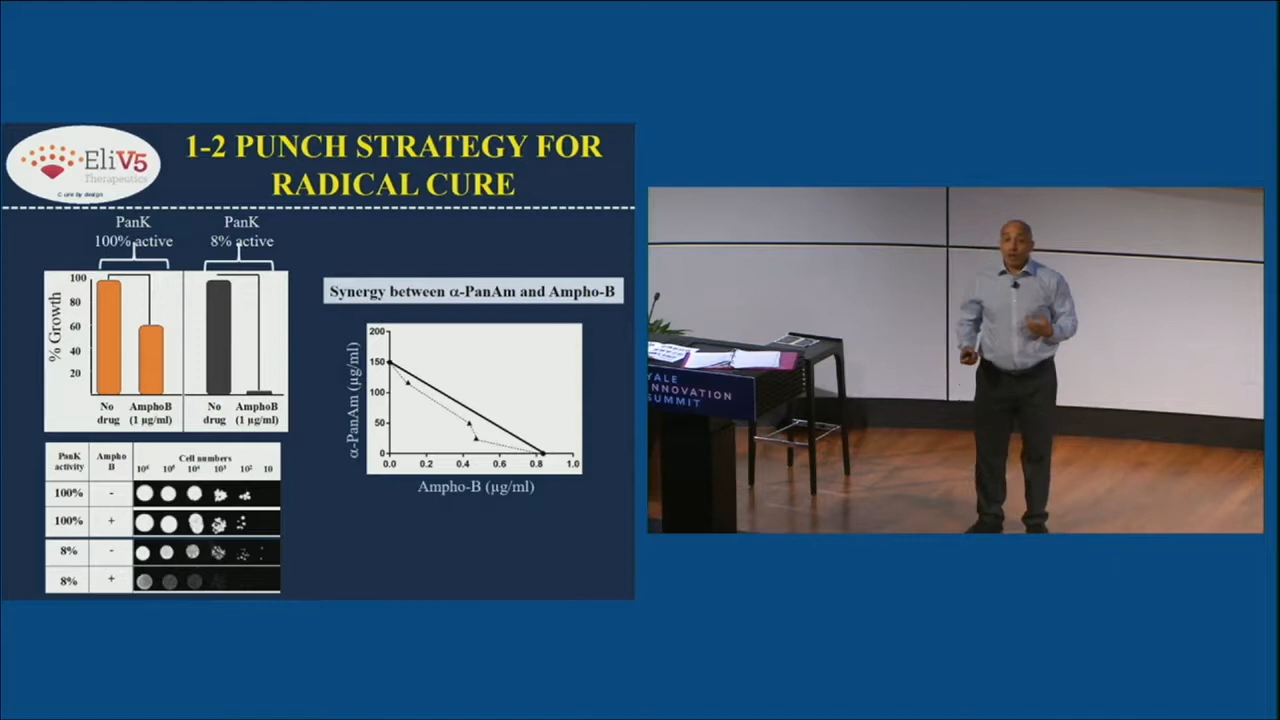 EliV5
Therapeutics
Cure by design
1-2 PUNCH STRATEGY FOR
RADICAL CURE
PanK
100% active
PanK
8% active
% Growth
100
80
60
40
20
No
drug
AmphoB
(1 µg/ml)
No
drug
AmphoB
(1 µg/ml)
PanK
activity
Ampho
B
Cell numbers
10⁴
10³
10²
10
100%
-
100%
+
8%
-
8%
+
Synergy between α-PanAm and Ampho-B
α-PanAm (µg/ml)
200
150
100
50
0
0.0 0.2 0.4 0.6 0.8 1.0
Ampho-B (µg/ml)
YALE
INNOVATION
SUMMIT